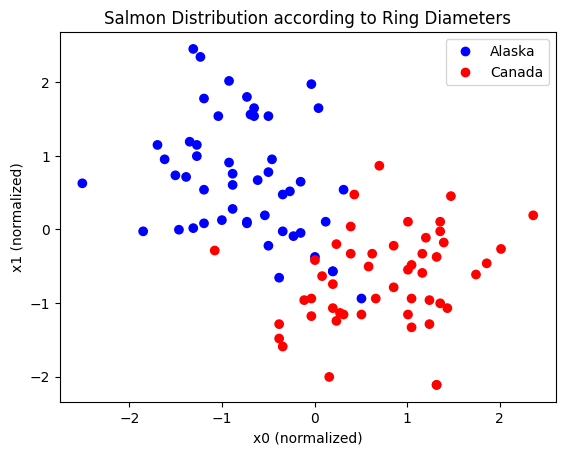 Salmon Distribution according to Ring Diameters
Alaska
Canada
2
1
0
−1
−2
x1 (normalized)
−2
−1
0
1
2
x0 (normalized)